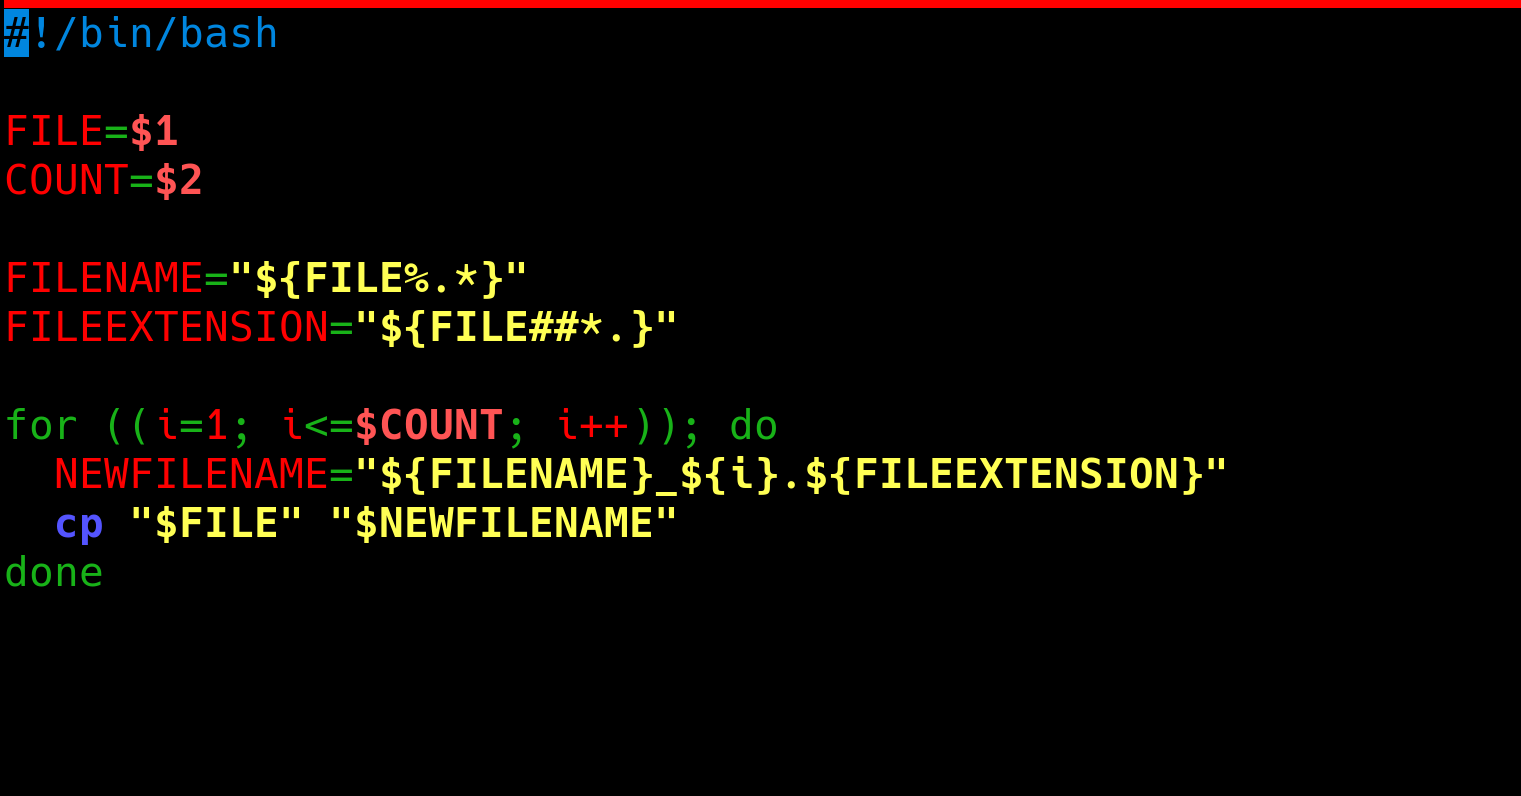 #!/bin/bash
FILE=$1
COUNT=$2
FILENAME="${FILE%.*}"
FILEEXTENSION="${FILE##*.}"
for ((i=1; i<=$COUNT; i++)); do
  NEWFILENAME="${FILENAME}_${i}.${FILEEXTENSION}"
  cp "$FILE" "$NEWFILENAME"
done